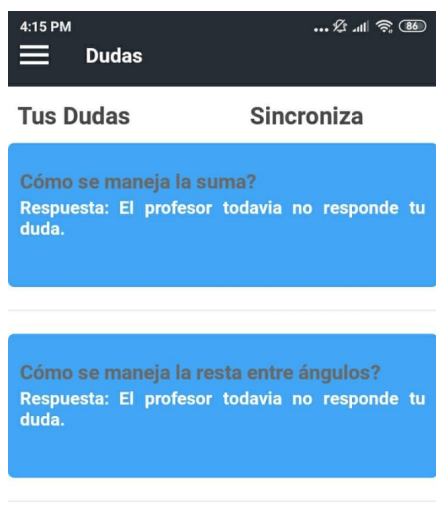 4:15 PM ... 86
Dudas
Tus Dudas Sincroniza
Cómo se maneja la suma?
Respuesta: El profesor todavia no responde tu
duda.
Cómo se maneja la resta entre ángulos?
Respuesta: El profesor todavia no responde tu
duda.